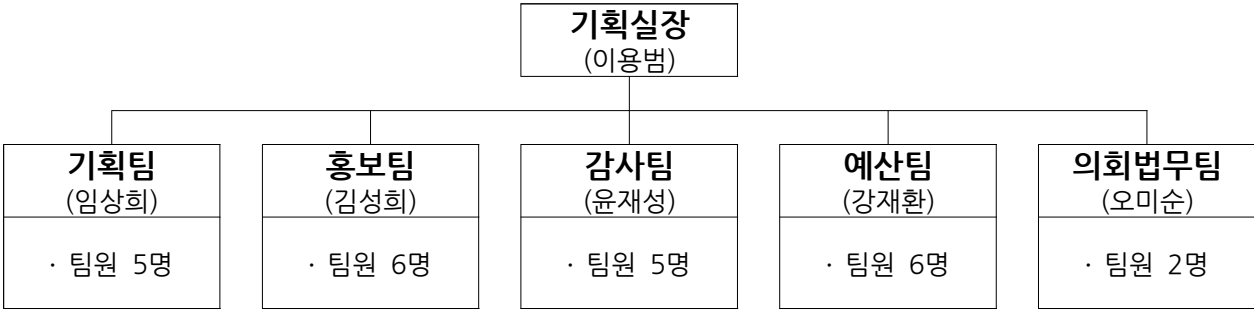 기획실장
(이용범)
기획팀
(임상희)
· 팀원 5명
홍보팀
(김성희)
· 팀원 6명
감사팀
(윤재성)
· 팀원 5명
예산팀
(강재환)
· 팀원 6명
의회법무팀
(오미순)
· 팀원 2명